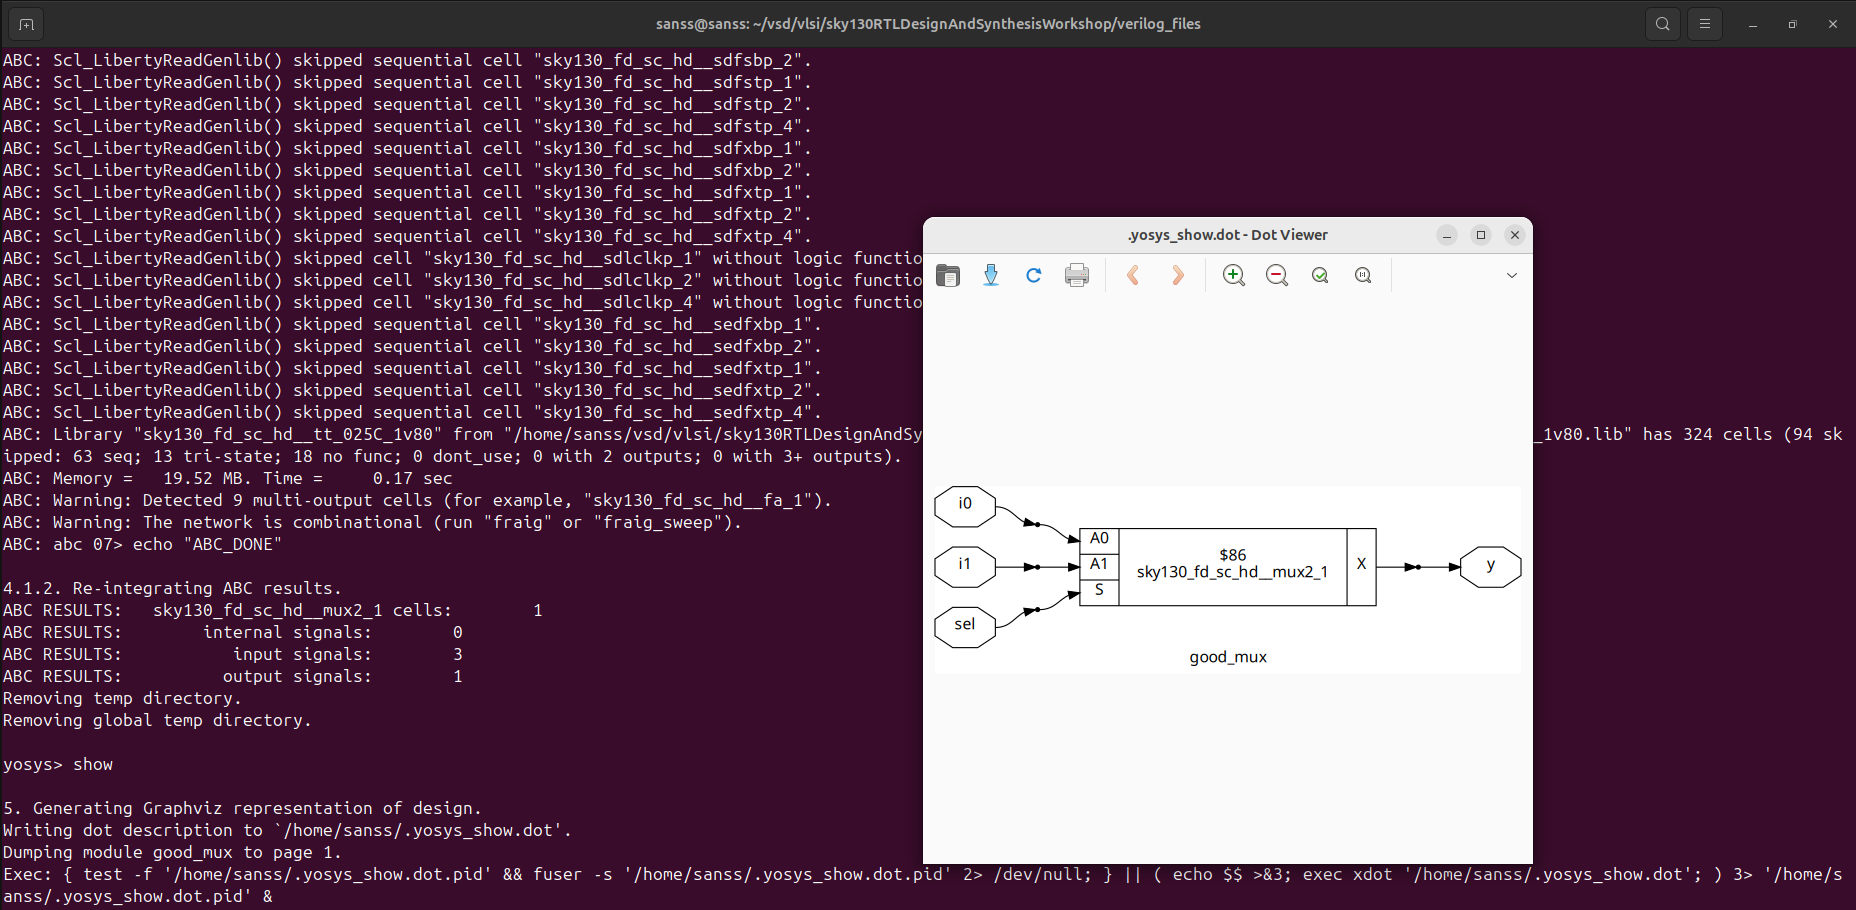 sanss@sanss: ~/vsd/vlsi/sky130RTLDesignAndSynthesisWorkshop/verilog_files
ABC: Scl_LibertyReadGenlib() skipped sequential cell "sky130_fd_sc_hd__sdfsbp_2".
ABC: Scl_LibertyReadGenlib() skipped sequential cell "sky130_fd_sc_hd__sdfstp_1".
ABC: Scl_LibertyReadGenlib() skipped sequential cell "sky130_fd_sc_hd__sdfstp_2".
ABC: Scl_LibertyReadGenlib() skipped sequential cell "sky130_fd_sc_hd__sdfstp_4".
ABC: Scl_LibertyReadGenlib() skipped sequential cell "sky130_fd_sc_hd__sdfxbp_1".
ABC: Scl_LibertyReadGenlib() skipped sequential cell "sky130_fd_sc_hd__sdfxbp_2".
ABC: Scl_LibertyReadGenlib() skipped sequential cell "sky130_fd_sc_hd__sdfxtp_1".
ABC: Scl_LibertyReadGenlib() skipped sequential cell "sky130_fd_sc_hd__sdfxtp_2".
ABC: Scl_LibertyReadGenlib() skipped sequential cell "sky130_fd_sc_hd__sdfxtp_4".
ABC: Scl_LibertyReadGenlib() skipped cell "sky130_fd_sc_hd__sdlclkp_1" without logic functio
ABC: Scl_LibertyReadGenlib() skipped cell "sky130_fd_sc_hd__sdlclkp_2" without logic functio
ABC: Scl_LibertyReadGenlib() skipped cell "sky130_fd_sc_hd__sdlclkp_4" without logic functio
ABC: Scl_LibertyReadGenlib() skipped sequential cell "sky130_fd_sc_hd__sedfxbp_1".
ABC: Scl_LibertyReadGenlib() skipped sequential cell "sky130_fd_sc_hd__sedfxbp_2".
ABC: Scl_LibertyReadGenlib() skipped sequential cell "sky130_fd_sc_hd__sedfxtp_1".
ABC: Scl_LibertyReadGenlib() skipped sequential cell "sky130_fd_sc_hd__sedfxtp_2".
ABC: Scl_LibertyReadGenlib() skipped sequential cell "sky130_fd_sc_hd__sedfxtp_4".
ABC: Library "sky130_fd_sc_hd__tt_025C_1v80" from "/home/sanss/vsd/vlsi/sky130RTLDesignAndSy _1v80.lib" has 324 cells (94 sk
ipped: 63 seq; 13 tri-state; 18 no func; 0 dont_use; 0 with 2 outputs; 0 with 3+ outputs).
ABC: Memory =   19.52 MB. Time =     0.17 sec
ABC: Warning: Detected 9 multi-output cells (for example, "sky130_fd_sc_hd__fa_1").
ABC: Warning: The network is combinational (run "fraig" or "fraig_sweep").
ABC: abc 07> echo "ABC_DONE"
4.1.2. Re-integrating ABC results.
ABC RESULTS:   sky130_fd_sc_hd__mux2_1 cells:        1
ABC RESULTS:        internal signals:        0
ABC RESULTS:           input signals:        3
ABC RESULTS:          output signals:        1
Removing temp directory.
Removing global temp directory.
yosys> show
5. Generating Graphviz representation of design.
Writing dot description to `/home/sanss/.yosys_show.dot'.
Dumping module good_mux to page 1.
Exec: { test -f '/home/sanss/.yosys_show.dot.pid' && fuser -s '/home/sanss/.yosys_show.dot.pid' 2> /dev/null; } || ( echo $$ >&3; exec xdot '/home/sanss/.yosys_show.dot'; ) 3> '/home/s
anss/.yosys_show.dot.pid' &
.yosys_show.dot - Dot Viewer
i0
i1
sel
A0
A1
S
$86
sky130_fd_sc_hd__mux2_1
X
y
good_mux